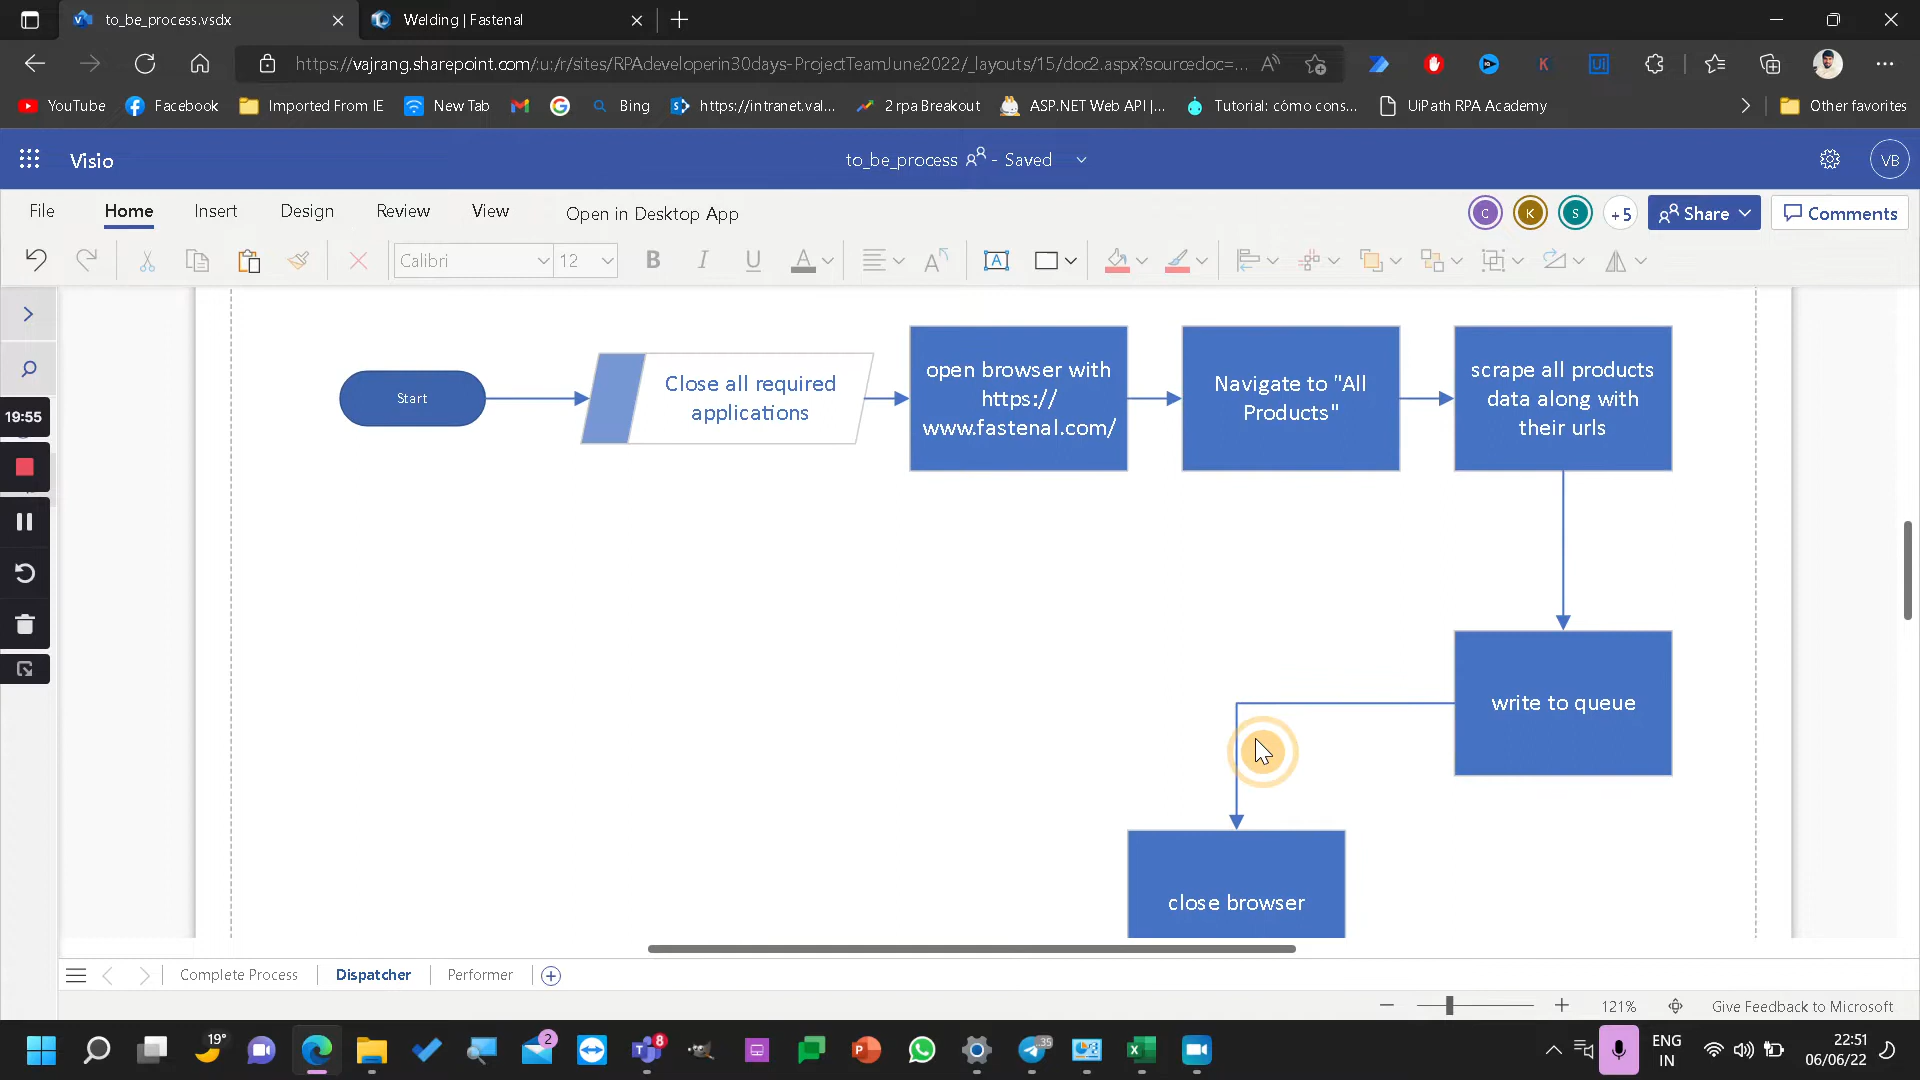 to_be_process.vsdx
Welding | Fastenal
https://vajrang.sharepoint.com/:u:/r/sites/RPAdeveloperin30days-ProjectTeamJune2022/_layouts/15/doc2.aspx?sourcedoc=...
YouTube
Facebook
Imported From IE
New Tab
Bing
https://intranet.val...
2 rpa Breakout
ASP.NET Web API |...
Tutorial: cómo cons...
UiPath RPA Academy
Other favorites
Visio
to_be_process - Saved
VB
File
Home
Insert
Design
Review
View
Open in Desktop App
C
K
S
+5
Share
Comments
Calibri
12
B
I
U
A
Start
Close all required
applications
open browser with
https://
www.fastenal.com/
Navigate to "All
Products"
scrape all products
data along with
their urls
19:55
write to queue
close browser
Complete Process
Dispatcher
Performer
121%
Give Feedback to Microsoft
19°
2
8
35
ENG
IN
22:51
06/06/22